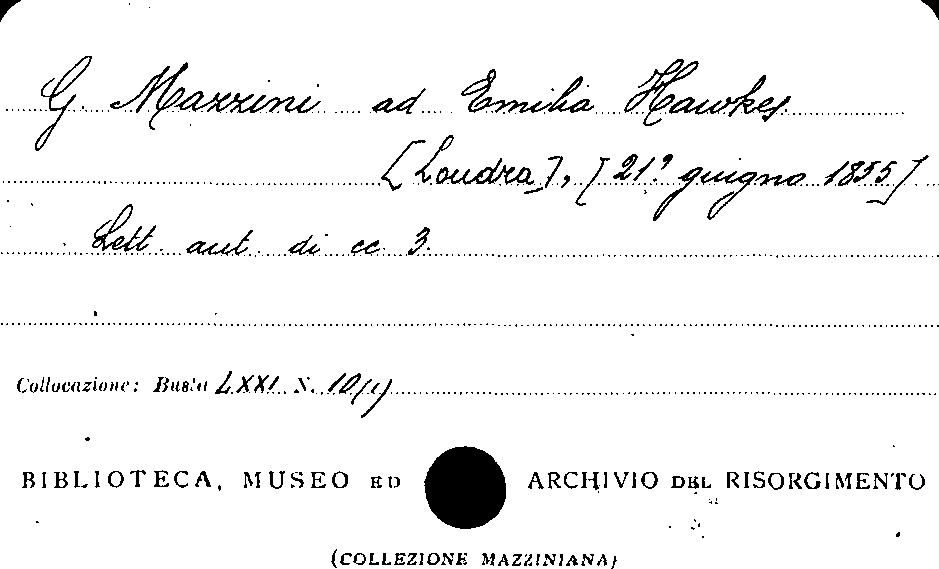 G. Mazzini ad Emilia Hawkes
[Londra], [21? giugno 1855]
Lett. aut. di cc. 3.
Collocazione: Busta LXXI N. 10(1)
BIBLIOTECA, MUSEO ED ARCHIVIO DEL RISORGIMENTO
(COLLEZIONE MAZZINIANA)